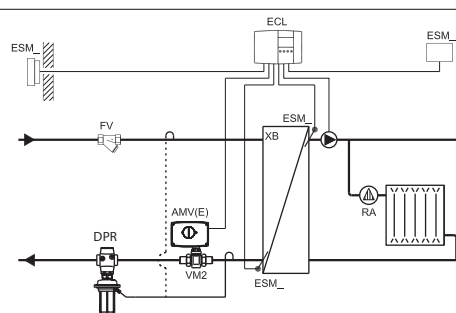 ECL
ESM_
ESM_
FV
ESM_
XB
AMV(E)
RA
DPR
VM2
ESM_